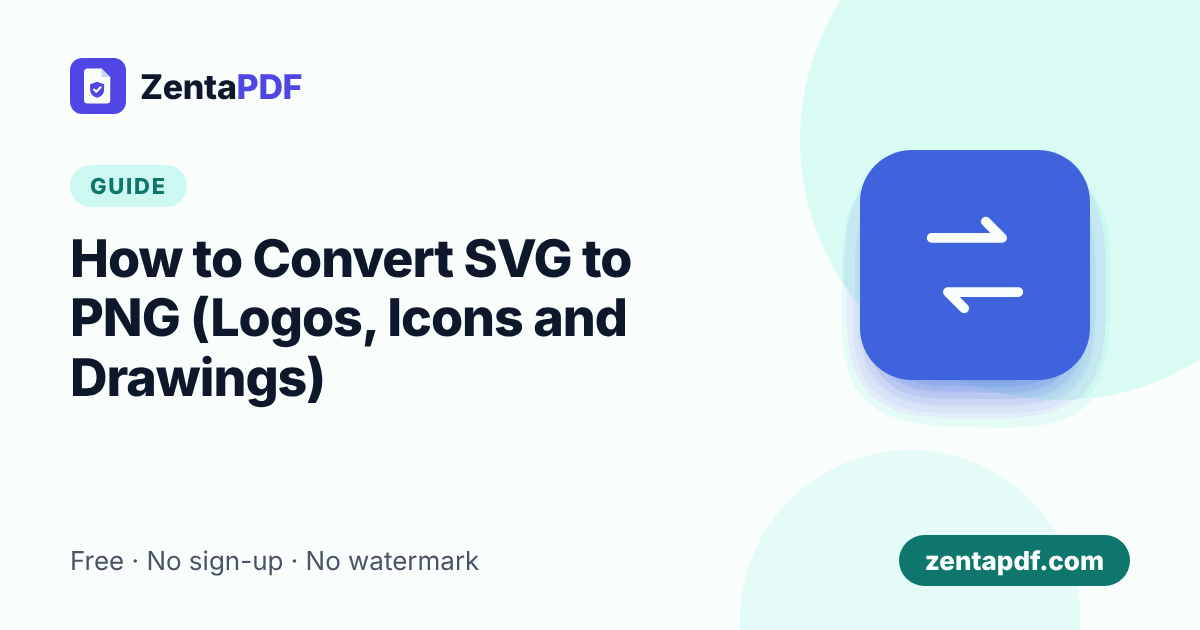 ZentaPDF
GUIDE
How to Convert SVG to
PNG (Logos, Icons and
Drawings)
Free · No sign-up · No watermark
zentapdf.com